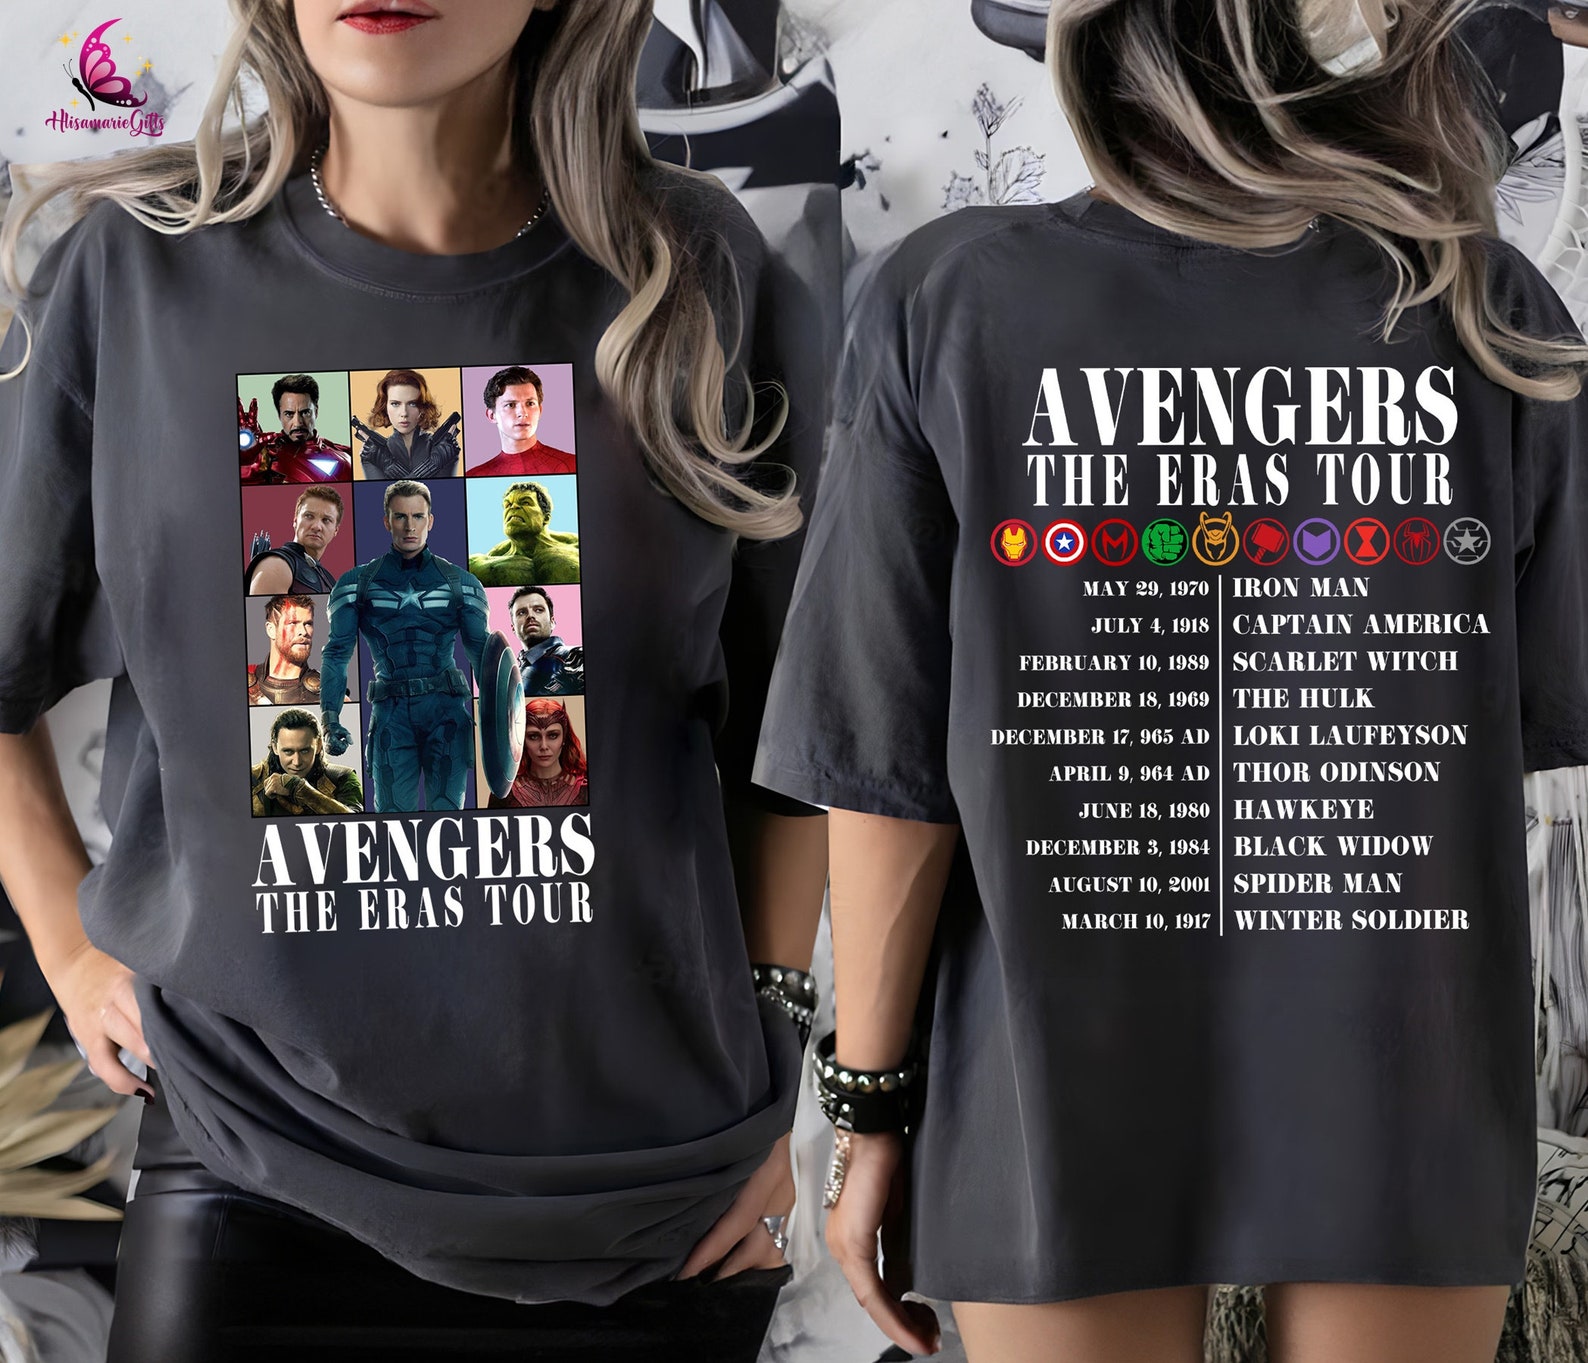 AlisamarieGifts
AVENGERS
THE ERAS TOUR
AVENGERS
THE ERAS TOUR
MAY 29, 1970 IRON MAN
JULY 4, 1918 CAPTAIN AMERICA
FEBRUARY 10, 1989 SCARLET WITCH
DECEMBER 18, 1969 THE HULK
DECEMBER 17, 965 AD LOKI LAUFEYSON
APRIL 9, 964 AD THOR ODINSON
JUNE 18, 1980 HAWKEYE
DECEMBER 3, 1984 BLACK WIDOW
AUGUST 10, 2001 SPIDER MAN
MARCH 10, 1917 WINTER SOLDIER